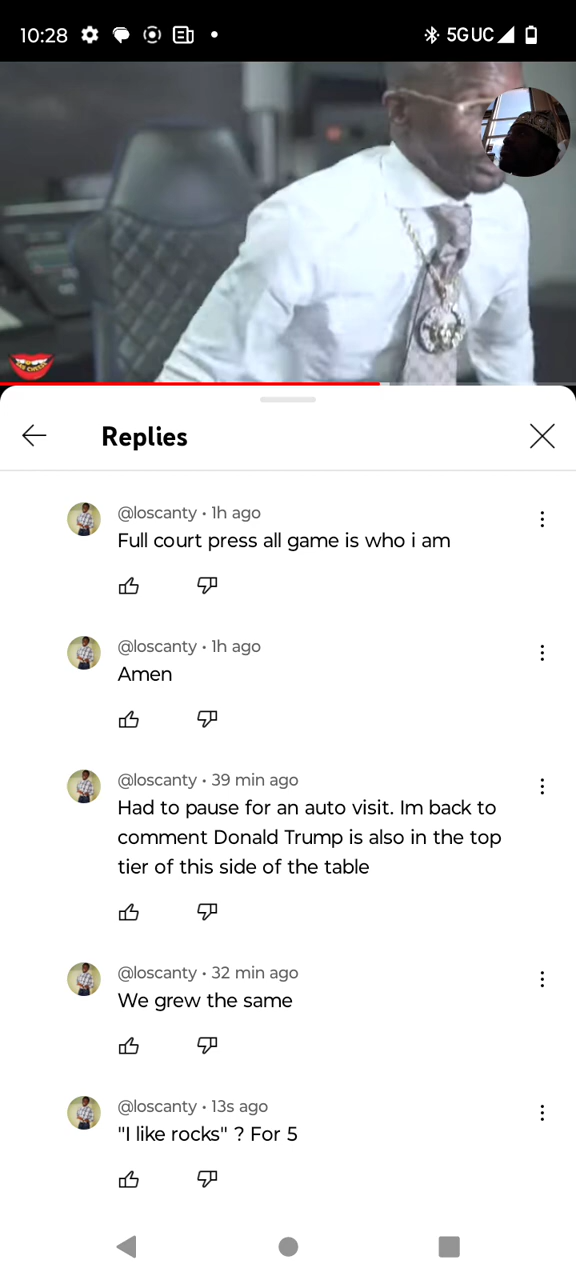 10:28
5G UC
Replies
@loscanty • 1h ago
Full court press all game is who i am
@loscanty • 1h ago
Amen
@loscanty • 39 min ago
Had to pause for an auto visit. Im back to
comment Donald Trump is also in the top
tier of this side of the table
@loscanty • 32 min ago
We grew the same
@loscanty • 13s ago
"I like rocks" ? For 5